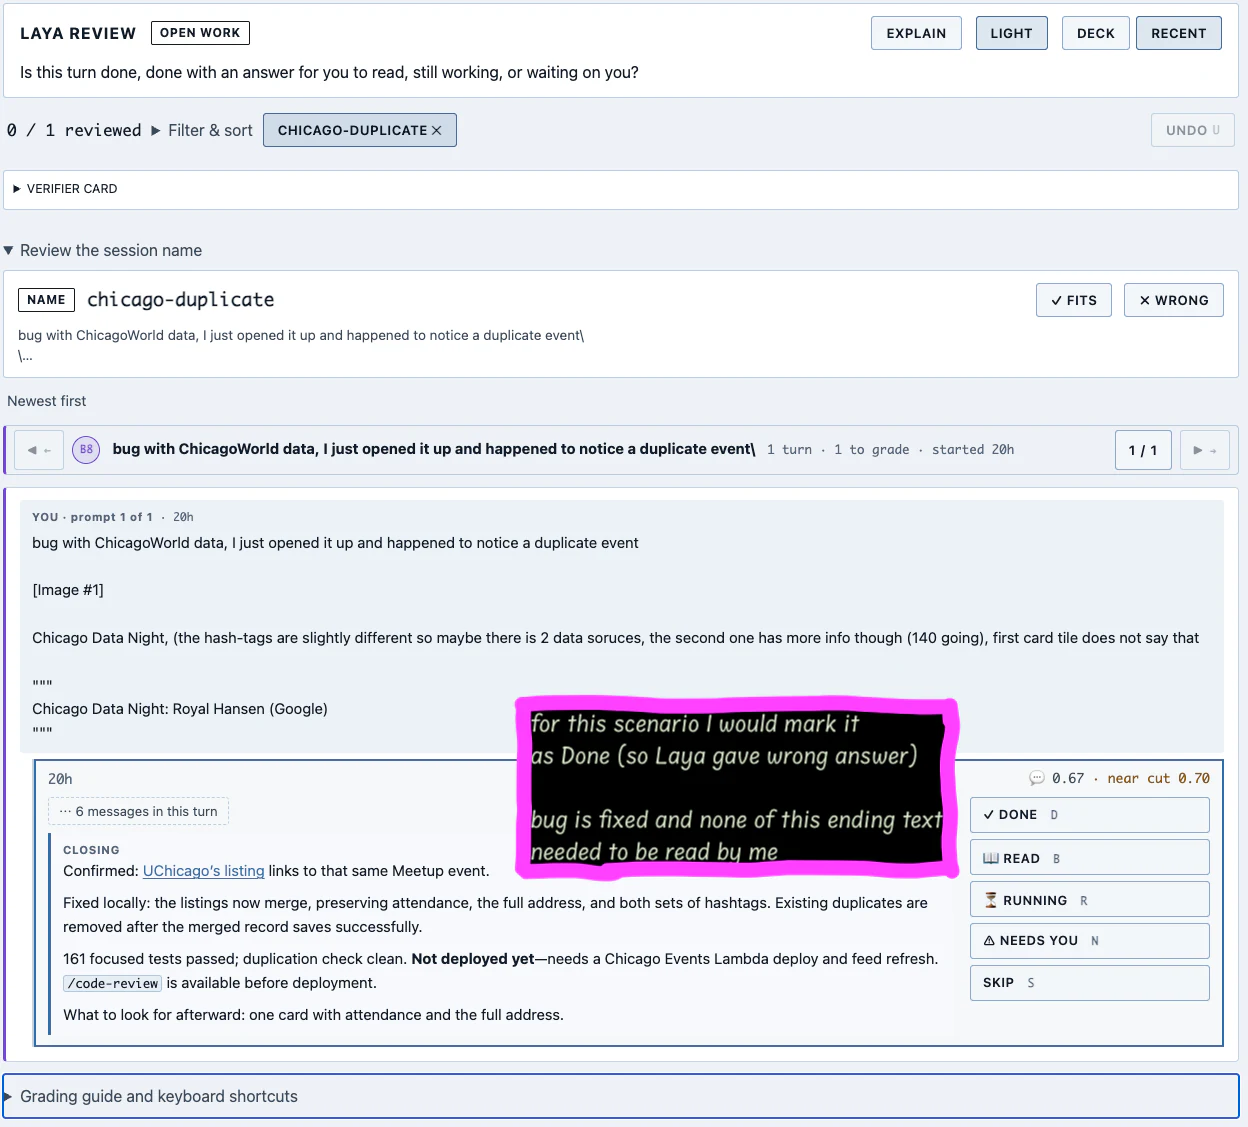 LAYA REVIEW OPEN WORK EXPLAIN LIGHT DECK RECENT
Is this turn done, done with an answer for you to read, still working, or waiting on you?
0 / 1 reviewed ▶ Filter & sort CHICAGO-DUPLICATE ✕ UNDO U
▶ VERIFIER CARD
▼ Review the session name
NAME chicago-duplicate ✓ FITS ✕ WRONG
bug with ChicagoWorld data, I just opened it up and happened to notice a duplicate event\
\...
Newest first
◀ ← B8 bug with ChicagoWorld data, I just opened it up and happened to notice a duplicate event\ 1 turn · 1 to grade · started 20h 1 / 1 ▶ →
YOU · prompt 1 of 1 · 20h
bug with ChicagoWorld data, I just opened it up and happened to notice a duplicate event
[Image #1]
Chicago Data Night, (the hash-tags are slightly different so maybe there is 2 data soruces, the second one has more info though (140 going), first card tile does not say that
"""
Chicago Data Night: Royal Hansen (Google)
"""
for this scenario I would mark it
as Done (so Laya gave wrong answer)
bug is fixed and none of this ending text
needed to be read by me
20h 💬 0.67 · near cut 0.70
··· 6 messages in this turn
CLOSING
Confirmed: UChicago's listing links to that same Meetup event.
Fixed locally: the listings now merge, preserving attendance, the full address, and both sets of hashtags. Existing duplicates are
removed after the merged record saves successfully.
161 focused tests passed; duplication check clean. Not deployed yet—needs a Chicago Events Lambda deploy and feed refresh.
/code-review is available before deployment.
What to look for afterward: one card with attendance and the full address.
✓ DONE D
📖 READ B
⏳ RUNNING R
⚠ NEEDS YOU N
SKIP S
▶ Grading guide and keyboard shortcuts